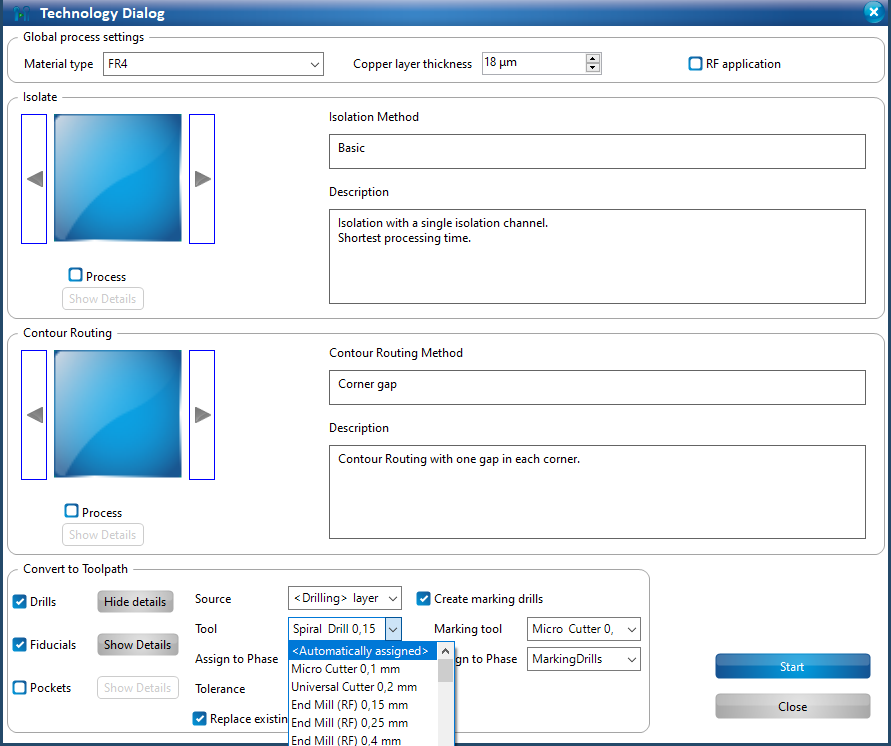 Technology Dialog
Global process settings
Material type FR4 Copper layer thickness 18 µm RF application
Isolate
Isolation Method
Basic
Description
Isolation with a single isolation channel.
Shortest processing time.
Process
Show Details
Contour Routing
Contour Routing Method
Corner gap
Description
Contour Routing with one gap in each corner.
Process
Show Details
Convert to Toolpath
Drills Hide details Source <Drilling> layer Create marking drills
Tool Spiral Drill 0,15 Marking tool Micro Cutter 0,
Fiducials Show Details
<Automatically assigned>
Assign to Phase gn to Phase MarkingDrills
Micro Cutter 0,1 mm
Pockets Show Details Tolerance Universal Cutter 0,2 mm
End Mill (RF) 0,15 mm
Replace existin End Mill (RF) 0,25 mm
End Mill (RF) 0,4 mm
Start
Close